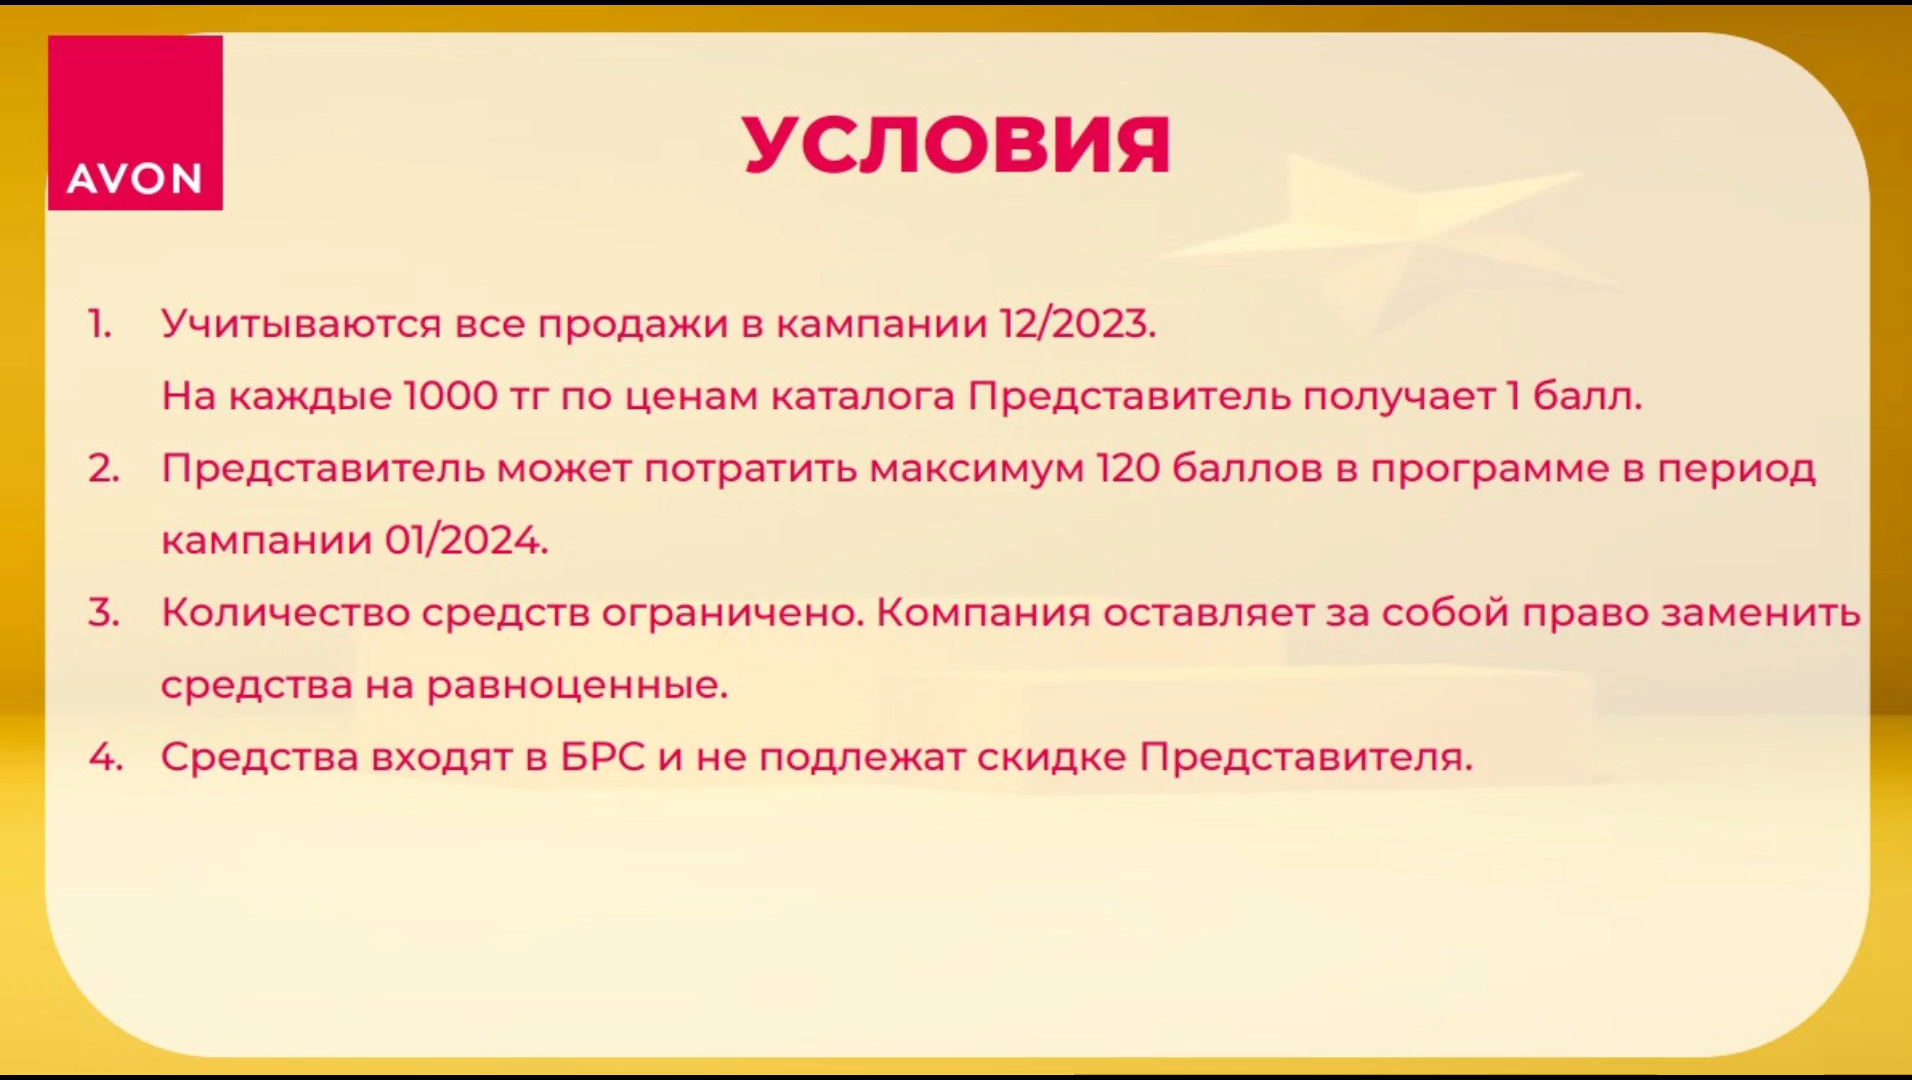 AVON
УСЛОВИЯ
1. Учитываются все продажи в кампании 12/2023.
На каждые 1000 тг по ценам каталога Представитель получает 1 балл.
2. Представитель может потратить максимум 120 баллов в программе в период
кампании 01/2024.
3. Количество средств ограничено. Компания оставляет за собой право заменить
средства на равноценные.
4. Средства входят в БРС и не подлежат скидке Представителя.